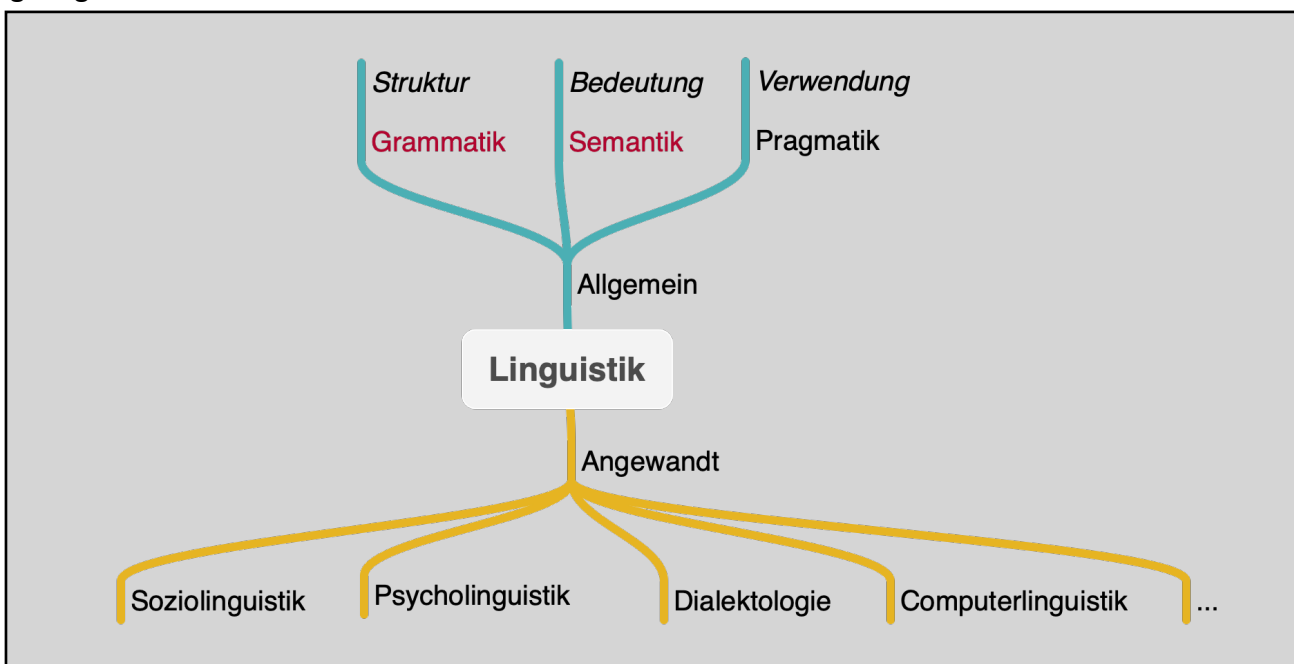 Struktur Bedeutung Verwendung
Grammatik Semantik Pragmatik
Allgemein
Linguistik
Angewandt
Soziolinguistik Psycholinguistik Dialektologie Computerlinguistik ...